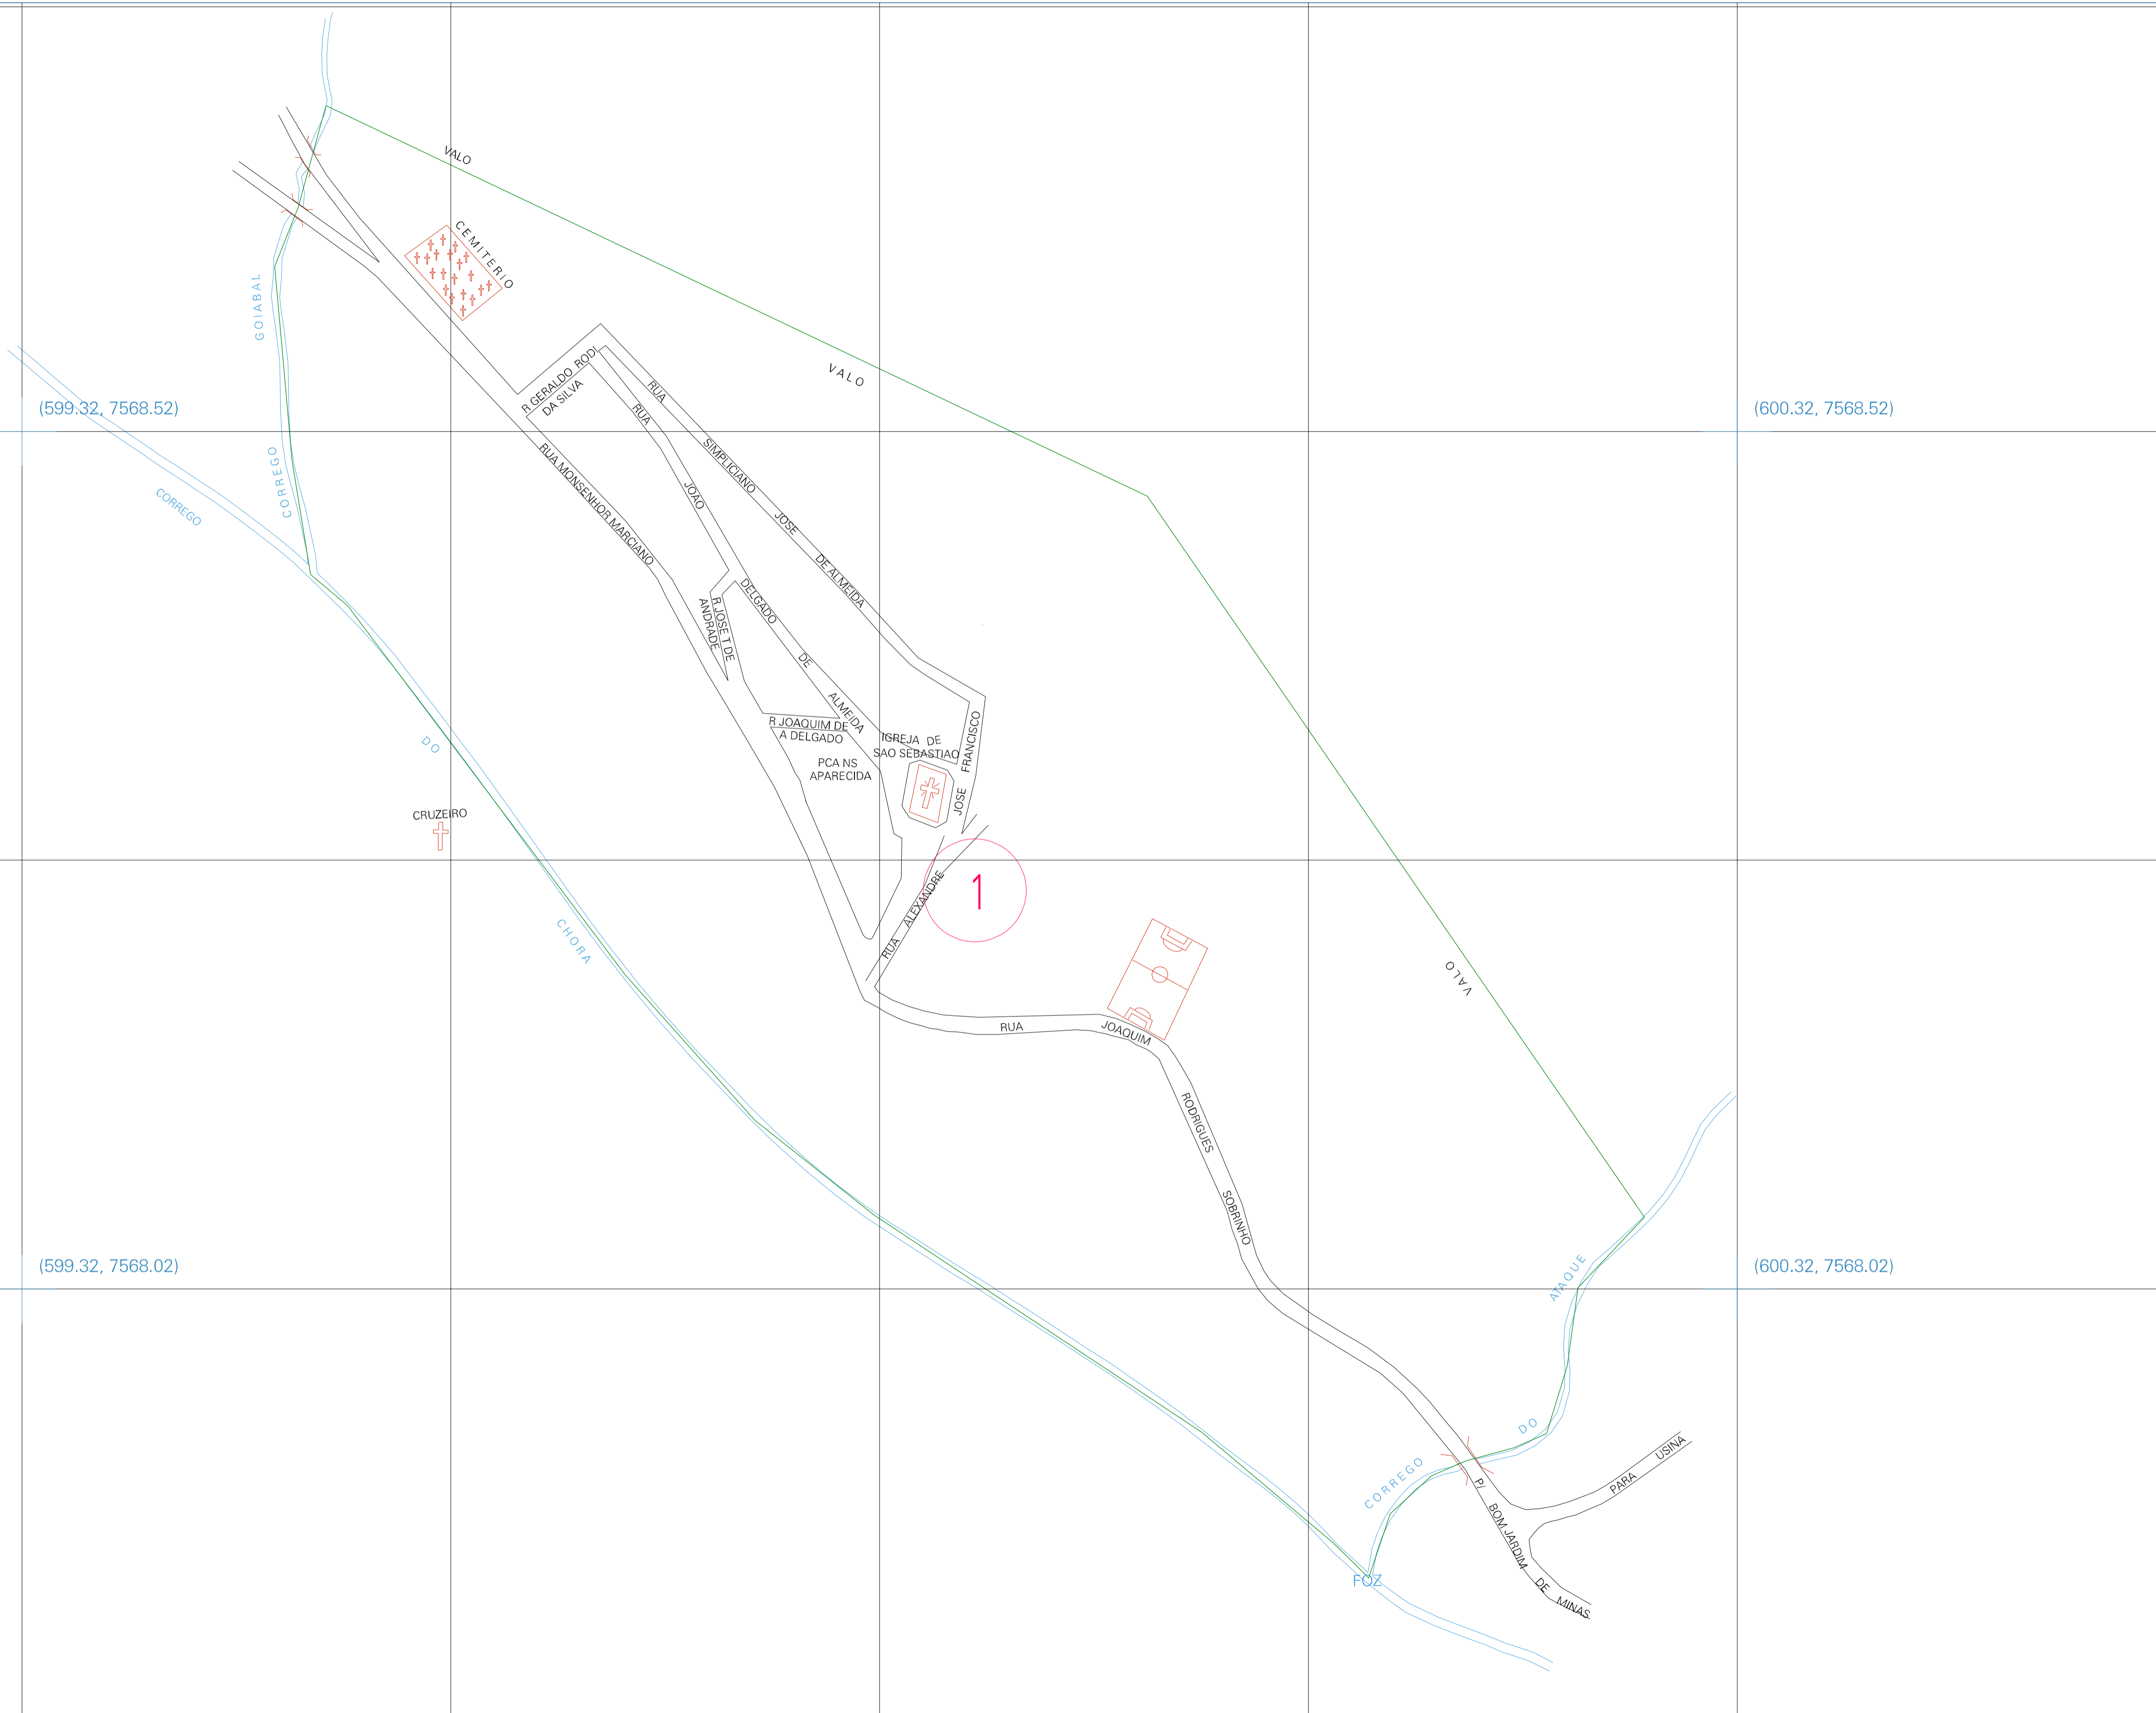 VALO
CEMITERIO
GOIABAL
CORREGO
CORREGO
VALO
(599.32, 7568.52)
(600.32, 7568.52)
R GERALDO ROD
DA SILVA
RUA
SIMPLICIANO
JOSE
DE ALMEIDA
RUA
JOAO
DELGADO
DE
ALMEIDA
RUA MONSENHOR MARCIANO
R JOSE T DE
ANDRADE
R JOAQUIM DE
A DELGADO
PCA NS
APARECIDA
IGREJA DE
SAO SEBASTIAO
JOSE FRANCISCO
DO
CRUZEIRO
CHORA
1
RUA ALEXANDRE
VALO
RUA
JOAQUIM
RODRIGUES
SOBRINHO
(599.32, 7568.02)
(600.32, 7568.02)
ATAQUE
DO
CORREGO
PARA USINA
P/
BOM JARDIM
DE
MINAS
FOZ